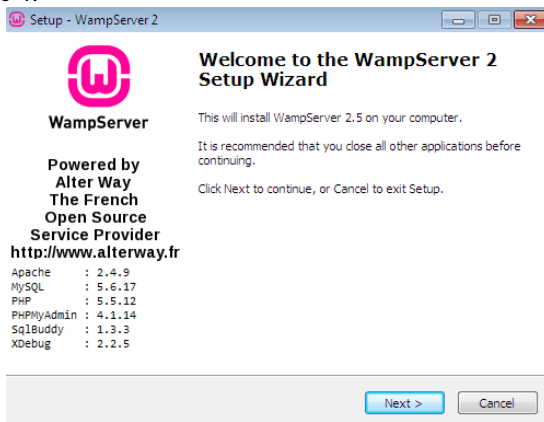 Setup - WampServer 2
WampServer
Powered by
Alter Way
The French
Open Source
Service Provider
http://www.alterway.fr
Apache : 2.4.9
MySQL : 5.6.17
PHP : 5.5.12
PHPMyAdmin : 4.1.14
SqlBuddy : 1.3.3
XDebug : 2.2.5
Welcome to the WampServer 2
Setup Wizard
This will install WampServer 2.5 on your computer.
It is recommended that you close all other applications before
continuing.
Click Next to continue, or Cancel to exit Setup.
Next >
Cancel